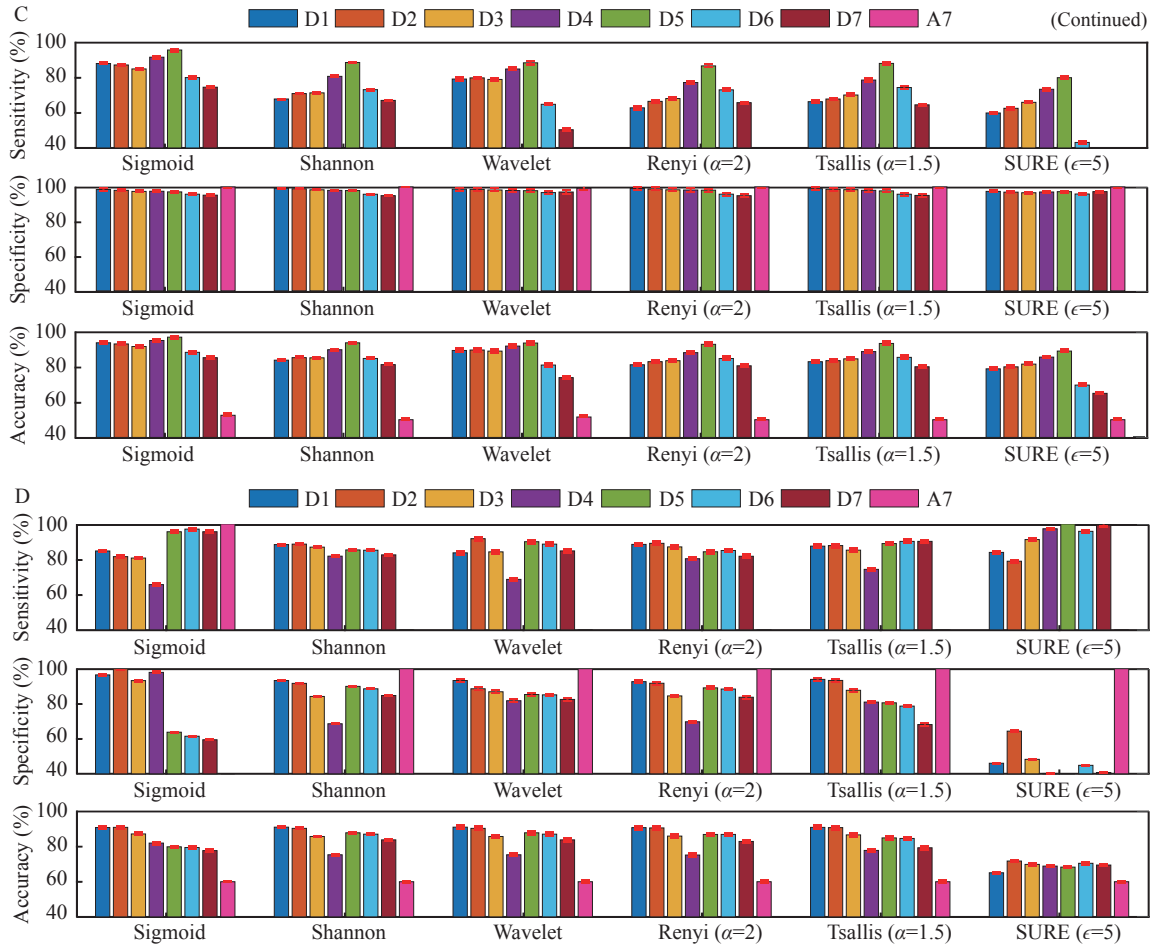 C D1 D2 D3 D4 D5 D6 D7 A7 (Continued)
Sensitivity (%)
100
80
60
40
Sigmoid Shannon Wavelet Renyi (α=2) Tsallis (α=1.5) SURE (ϵ=5)
Specificity (%)
100
80
60
40
Sigmoid Shannon Wavelet Renyi (α=2) Tsallis (α=1.5) SURE (ϵ=5)
Accuracy (%)
100
80
60
40
Sigmoid Shannon Wavelet Renyi (α=2) Tsallis (α=1.5) SURE (ϵ=5)
D D1 D2 D3 D4 D5 D6 D7 A7
Sensitivity (%)
100
80
60
40
Sigmoid Shannon Wavelet Renyi (α=2) Tsallis (α=1.5) SURE (ϵ=5)
Specificity (%)
100
80
60
40
Sigmoid Shannon Wavelet Renyi (α=2) Tsallis (α=1.5) SURE (ϵ=5)
Accuracy (%)
100
80
60
40
Sigmoid Shannon Wavelet Renyi (α=2) Tsallis (α=1.5) SURE (ϵ=5)